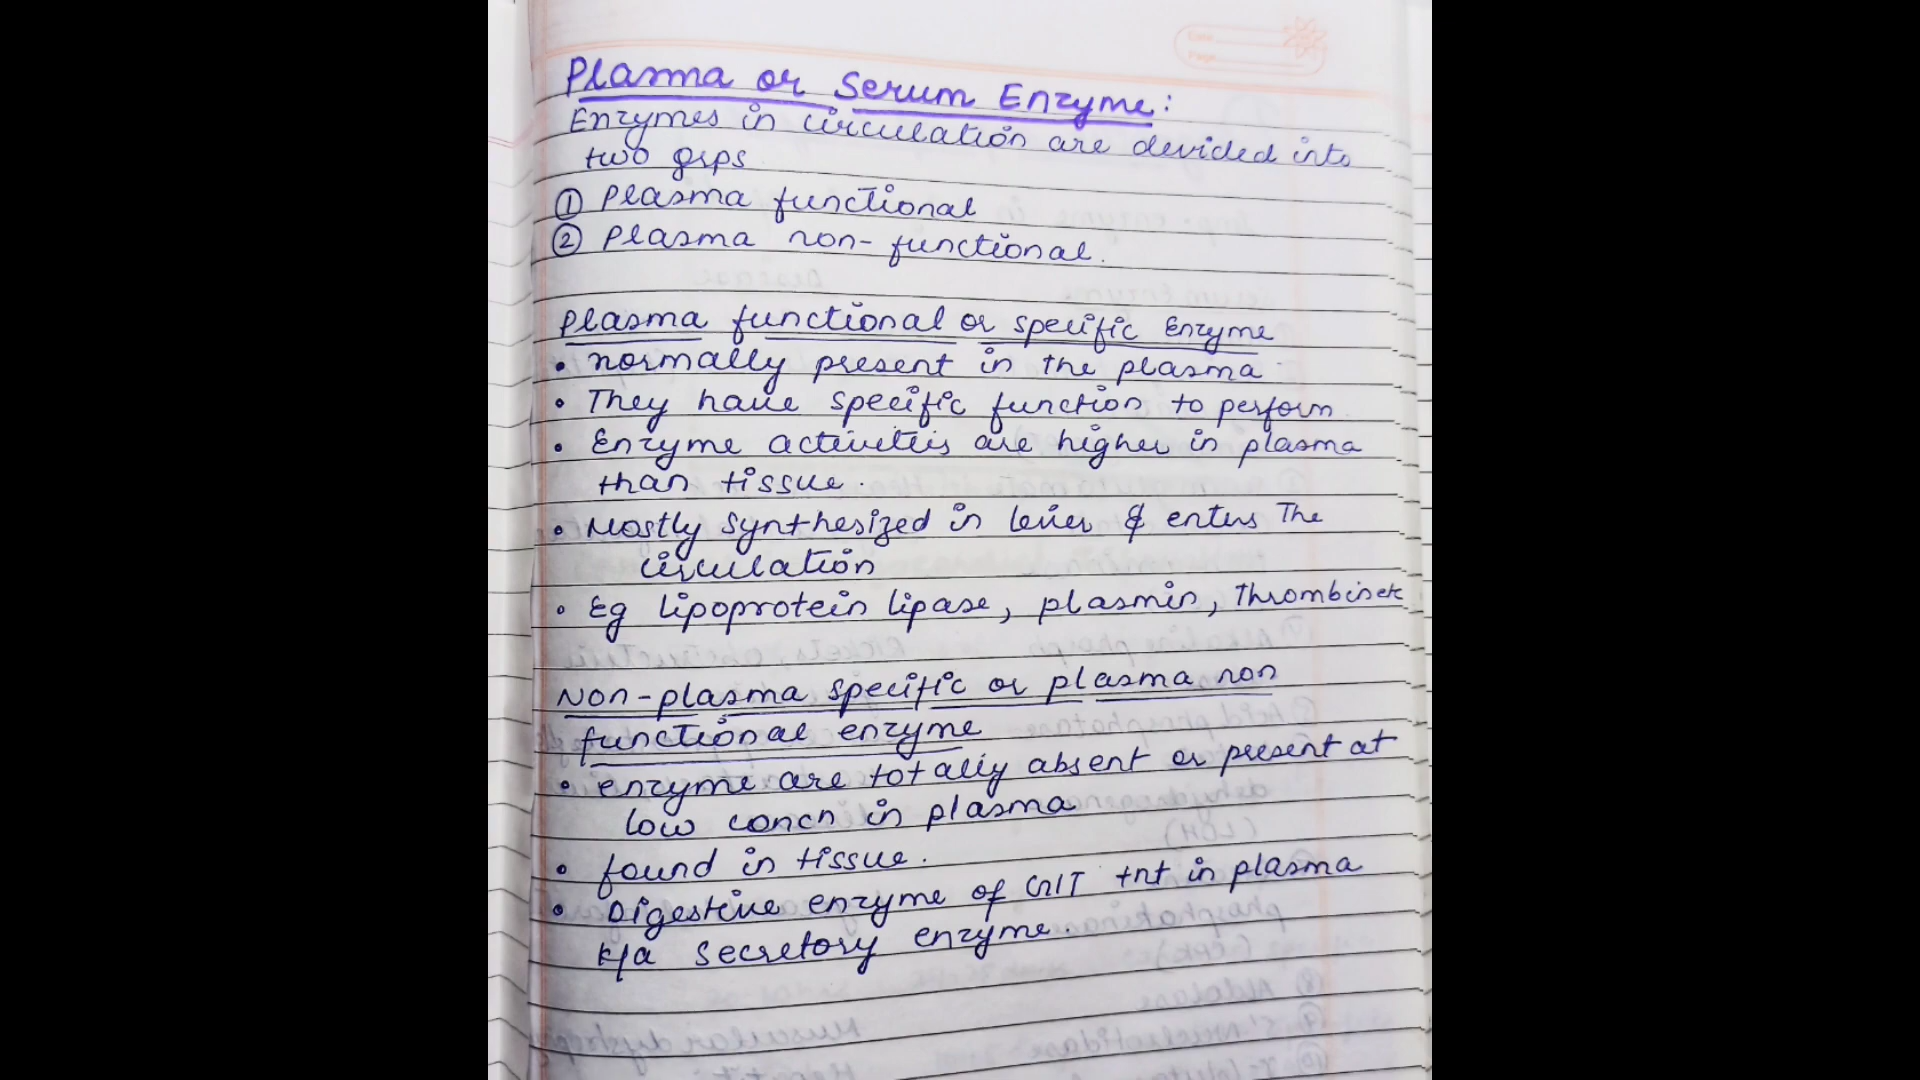 Plasma or Serum Enzyme:
Enzymes in circulation are devided into
two grps
① Plasma functional
② Plasma non-functional.
Plasma functional or specific Enzyme
• normally present in the plasma
• They have specific function to perform
• Enzyme activities are higher in plasma
than tissue.
• Mostly synthesized in liver & enters The
circulation
• Eg lipoprotein lipase, plasmin, Thrombin etc
Non-plasma specific or plasma non
functional enzyme
• enzyme are totally absent or present at
low concn in plasma
• found in tissue.
• Digestive enzyme of GIT +nt in plasma
k/a secretory enzyme.